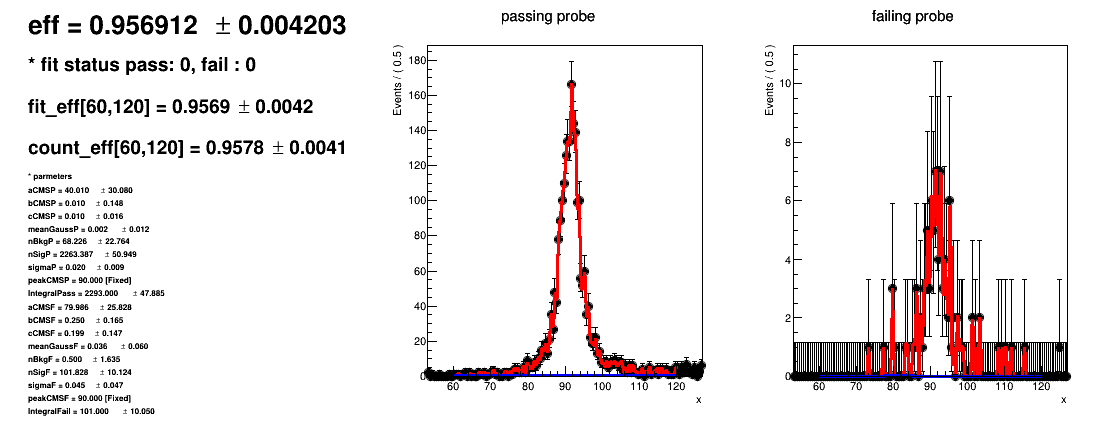 eff = 0.956912 ± 0.004203
* fit status pass: 0, fail : 0
fit_eff[60,120] = 0.9569 ± 0.0042
count_eff[60,120] = 0.9578 ± 0.0041
* parmeters
aCMSP = 40.010 ± 30.080
bCMSP = 0.010 ± 0.148
cCMSP = 0.010 ± 0.016
meanGaussP = 0.002 ± 0.012
nBkgP = 68.226 ± 22.764
nSigP = 2263.387 ± 50.949
sigmaP = 0.020 ± 0.009
peakCMSP = 90.000 [Fixed]
IntegralPass = 2293.000 ± 47.885
aCMSF = 79.986 ± 25.828
bCMSF = 0.250 ± 0.165
cCMSF = 0.199 ± 0.147
meanGaussF = 0.036 ± 0.060
nBkgF = 0.500 ± 1.635
nSigF = 101.828 ± 10.124
sigmaF = 0.045 ± 0.047
peakCMSF = 90.000 [Fixed]
IntegralFail = 101.000 ± 10.050
passing probe
Events / ( 0.5 )
180
160
140
120
100
80
60
40
20
0
60 70 80 90 100 110 120
x
failing probe
Events / ( 0.5 )
10
8
6
4
2
0
60 70 80 90 100 110 120
x